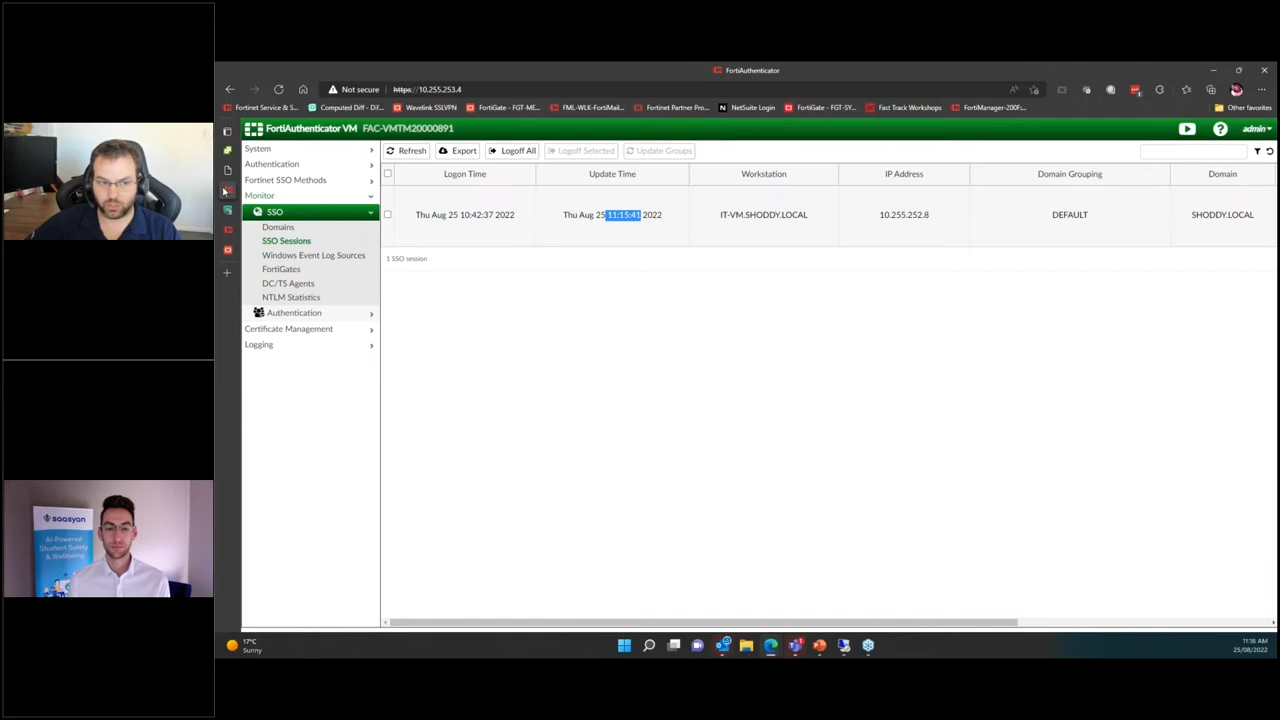 FortiAuthenticator
Not secure https://10.255.253.4
Fortinet Service & S... Computed Diff - Dif... Wavelink SSLVPN FortiGate - FGT-ME... FML-WLK-FortiMail... Fortinet Partner Pro... NetSuite Login FortiGate - FGT-SY... Fast Track Workshops FortiManager-200F... Other favorites
FortiAuthenticator VM FAC-VMTM20000891 admin
System
Authentication
Fortinet SSO Methods
Monitor
SSO
Domains
SSO Sessions
Windows Event Log Sources
FortiGates
DC/TS Agents
NTLM Statistics
Authentication
Certificate Management
Logging
Refresh Export Logoff All Logoff Selected Update Groups
Logon Time Update Time Workstation IP Address Domain Grouping Domain
Thu Aug 25 10:42:37 2022 Thu Aug 25 11:15:41 2022 IT-VM.SHODDY.LOCAL 10.255.252.8 DEFAULT SHODDY.LOCAL
1 SSO session
saasyan
AI-Powered
Student Safety
& Wellbeing
17°C
Sunny
11:16 AM
25/08/2022